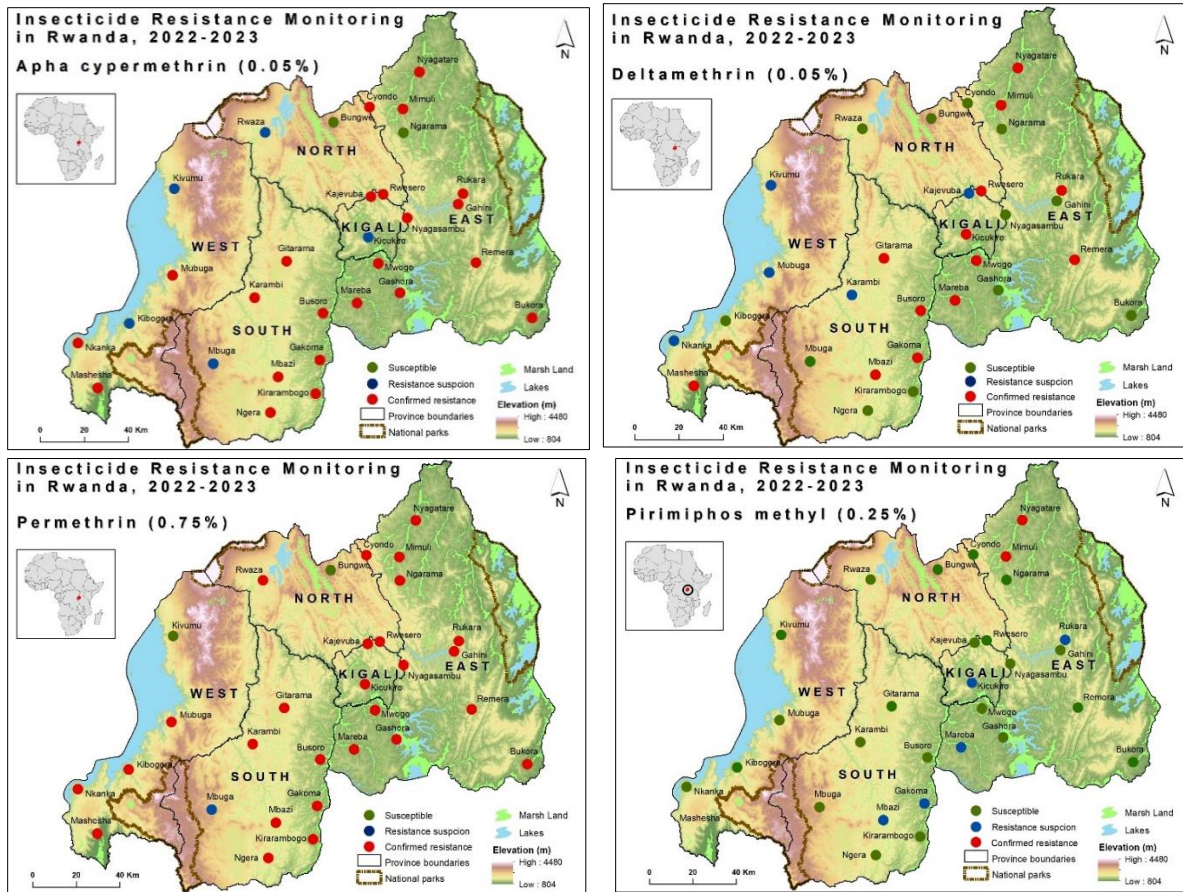 Insecticide Resistance Monitoring
in Rwanda, 2022-2023
Apha cypermethrin (0.05%)
N
Nyagatare
Cyondo
Mimuli
Rwaza
Bungwe
Ngarama
NORTH
Kivumu
Kajevuba
Rwesero
Rukara
Gahini
EAST
KIGALI
Nyagasambu
WEST
Kicukiro
Gitarama
Mwogo
Remera
Mubuga
Karambi
Gashora
Mareba
Busoro
Bukora
Kibogora
SOUTH
Nkanka
Mbuga
Gakoma
Mbazi
Mashesha
Kirarambogo
Ngera
Susceptible
Resistance suspcion
Confirmed resistance
Province boundaries
National parks
Marsh Land
Lakes
Elevation (m)
High : 4480
Low : 804
0 20 40 Km
Insecticide Resistance Monitoring
in Rwanda, 2022-2023
Deltamethrin (0.05%)
N
Nyagatare
Cyondo
Mimuli
Rwaza
Bungwe
Ngarama
NORTH
Kivumu
Kajevuba
Rwesero
Rukara
Gahini
EAST
KIGALI
Nyagasambu
WEST
Kicukiro
Gitarama
Mwogo
Remera
Mubuga
Karambi
Gashora
Mareba
Busoro
Bukora
Kibogora
SOUTH
Nkanka
Mbuga
Gakoma
Mbazi
Mashesha
Kirarambogo
Ngera
Susceptible
Resistance suspcion
Confirmed resistance
Province boundaries
National parks
Marsh Land
Lakes
Elevation (m)
High : 4480
Low : 804
0 20 40 Km
Insecticide Resistance Monitoring
in Rwanda, 2022-2023
Permethrin (0.75%)
N
Nyagatare
Cyondo
Mimuli
Rwaza
Bungwe
Ngarama
NORTH
Kivumu
Kajevuba
Rwesero
Rukara
Gahini
EAST
KIGALI
Nyagasambu
WEST
Kicukiro
Gitarama
Mwogo
Remera
Mubuga
Karambi
Gashora
Mareba
Busoro
Bukora
Kibogora
SOUTH
Nkanka
Mbuga
Gakoma
Mbazi
Mashesha
Kirarambogo
Ngera
Susceptible
Resistance suspcion
Confirmed resistance
Province boundaries
National parks
Marsh Land
Lakes
Elevation (m)
High : 4480
Low : 804
0 20 40 Km
Insecticide Resistance Monitoring
in Rwanda, 2022-2023
Pirimiphos methyl (0.25%)
N
Nyagatare
Cyondo
Mimuli
Rwaza
Bungwe
Ngarama
NORTH
Kivumu
Kajevuba
Rwesero
Rukara
Gahini
EAST
KIGALI
Nyagasambu
WEST
Kicukiro
Gitarama
Mwogo
Remora
Mubuga
Karambi
Gashora
Mareba
Busoro
Bukora
Kibogora
SOUTH
Nkanka
Mbuga
Gakoma
Mbazi
Mashesha
Kirarambogo
Ngera
Susceptible
Resistance suspcion
Confirmed resistance
Province boundaries
National parks
Marsh Land
Lakes
Elevation (m)
High : 4480
Low : 804
0 20 40 Km